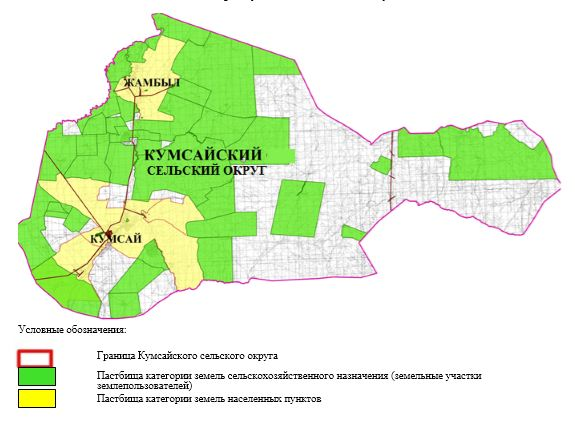 ЖАМБЫЛ
КУМСАЙСКИЙ
СЕЛЬСКИЙ ОКРУГ
КУМСАЙ
Условные обозначения:
Граница Кумсайского сельского округа
Пастбища категории земель сельскохозяйственного назначения (земельные участки
землепользователей)
Пастбища категории земель населенных пунктов